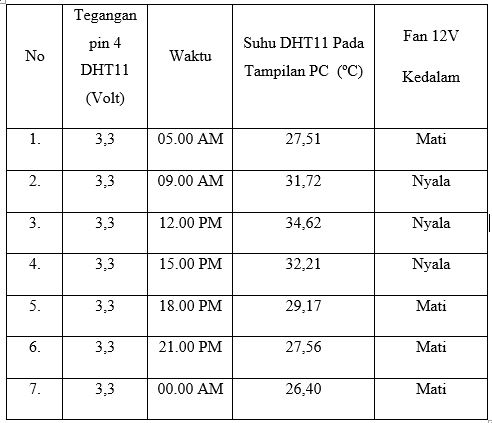 No
Tegangan
pin 4
DHT11
(Volt)
Waktu
Suhu DHT11 Pada
Tampilan PC (ºC)
Fan 12V
Kedalam
1. 3,3 05.00 AM 27,51 Mati
2. 3,3 09.00 AM 31,72 Nyala
3. 3,3 12.00 PM 34,62 Nyala
4. 3,3 15.00 PM 32,21 Nyala
5. 3,3 18.00 PM 29,17 Mati
6. 3,3 21.00 PM 27,56 Mati
7. 3,3 00.00 AM 26,40 Mati